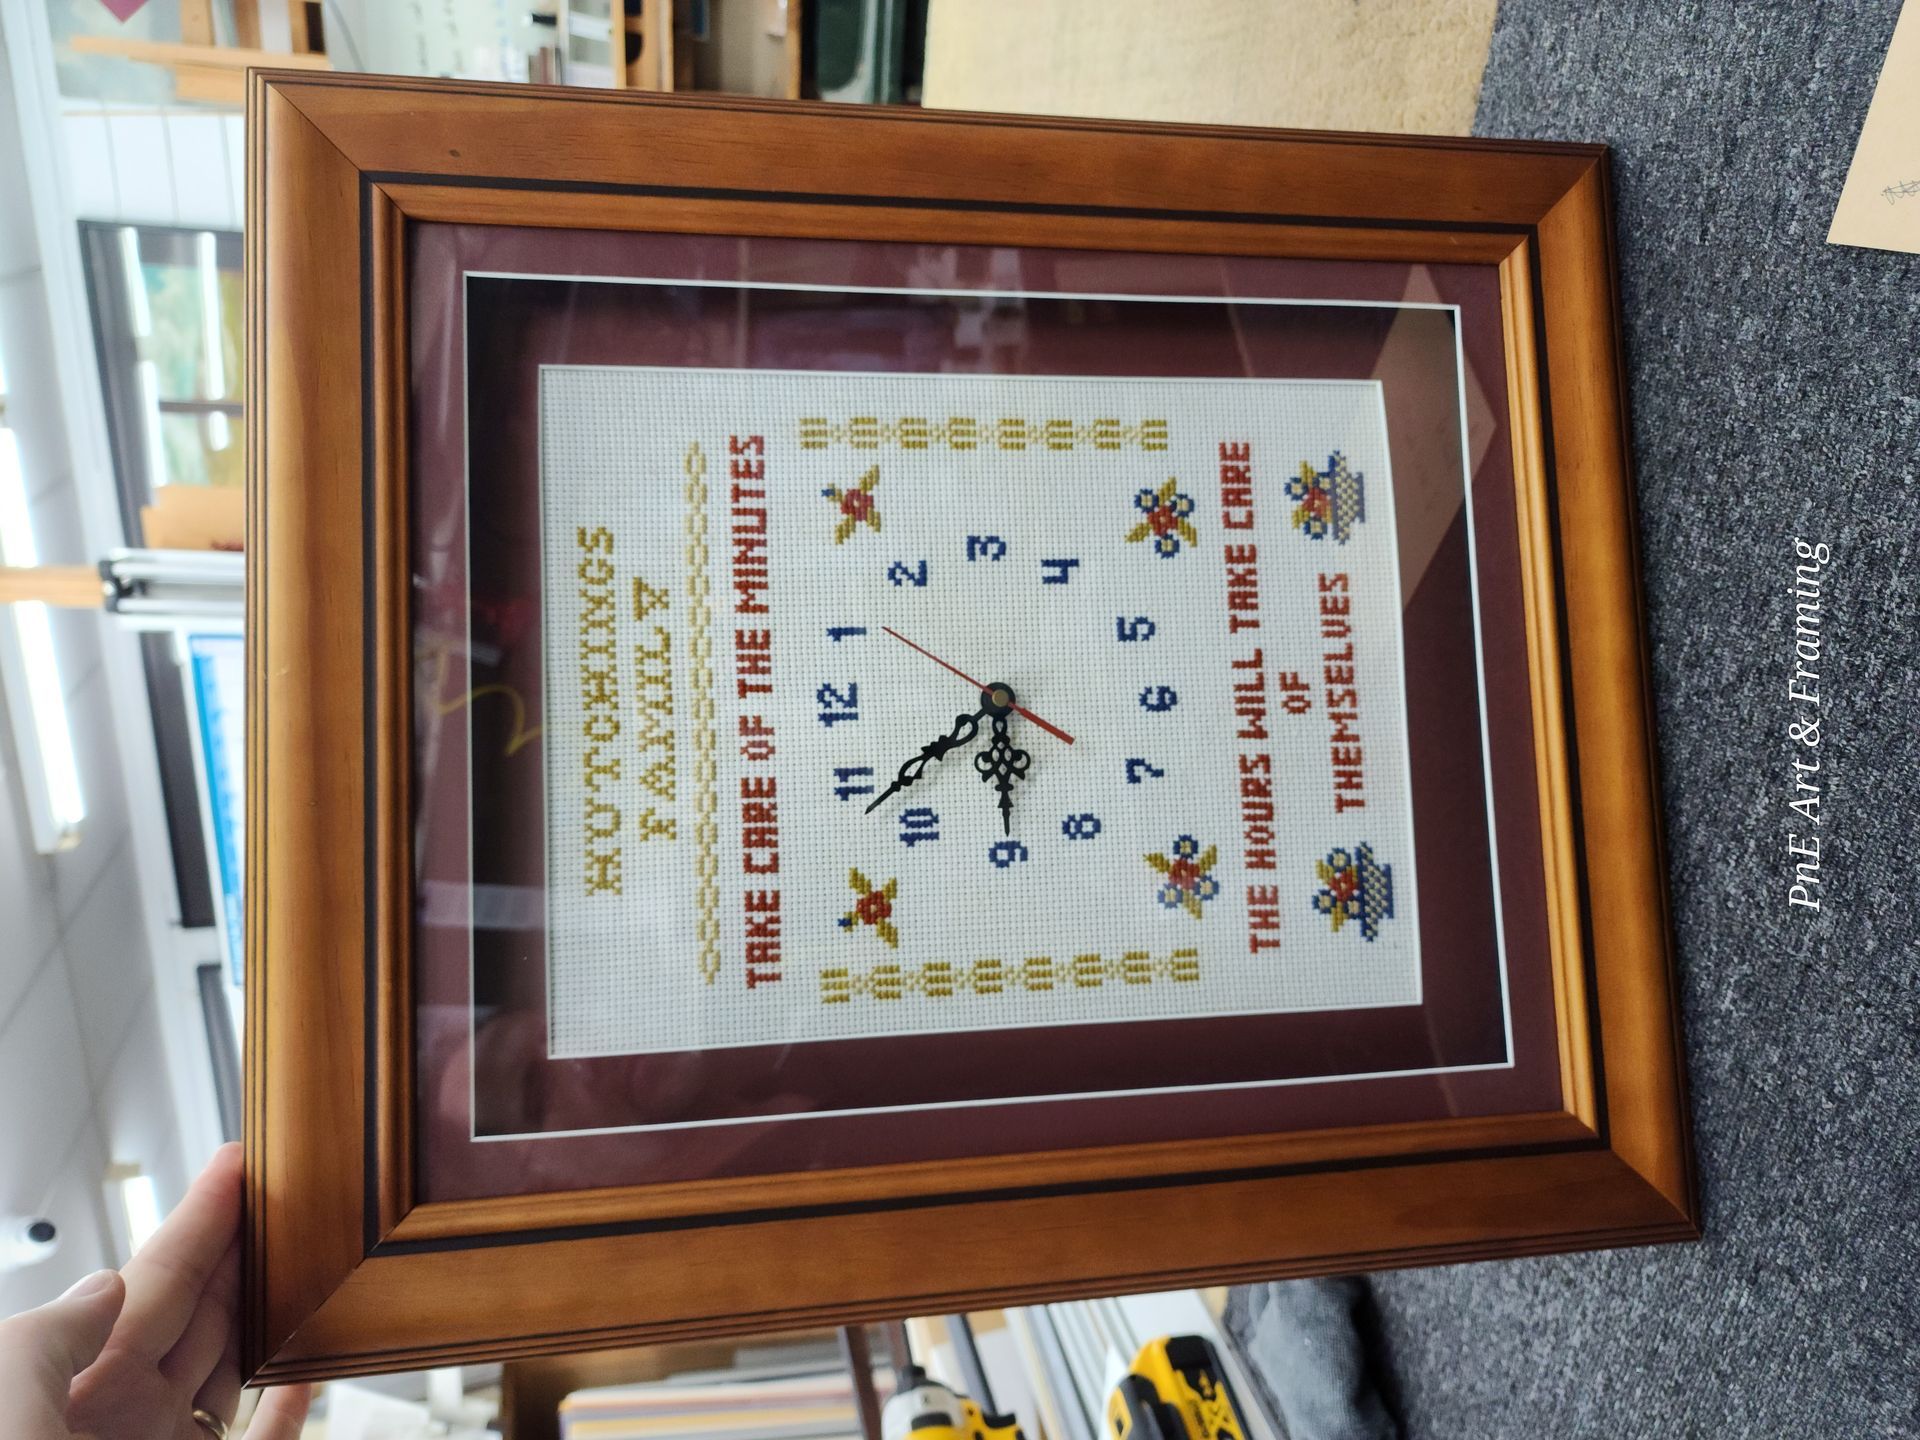 HUTCHINGS
FAMILY
TAKE CARE OF THE MINUTES
11 12 1
10 2
9 3
8 4
7 6 5
THE HOURS WILL TAKE CARE
OF
THEMSELVES
PnE Art & Framing